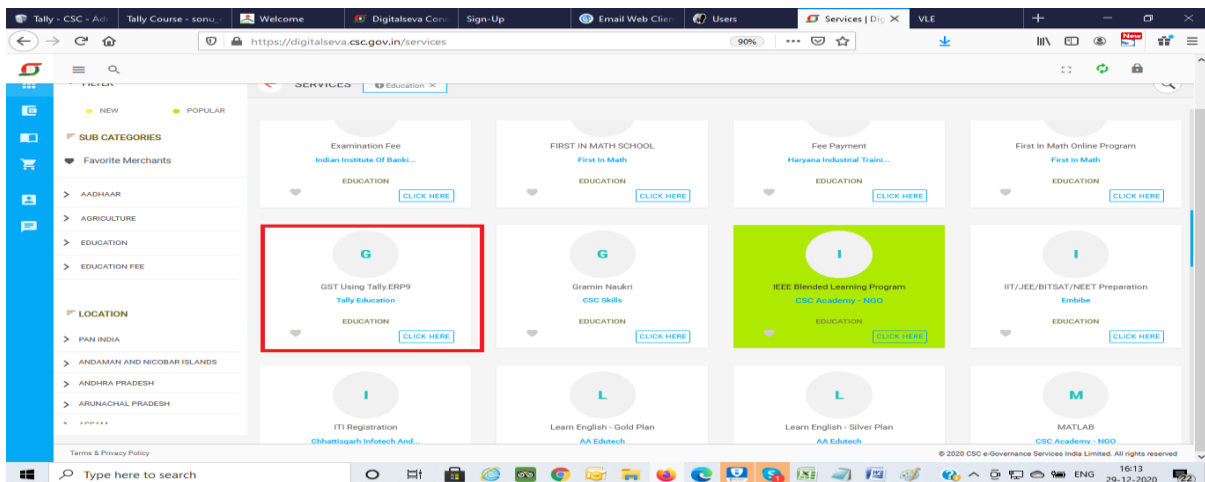 Tally - CSC - Ad
Tally Course - sonu_
Welcome
Digitalseva Con
Sign-Up
Email Web Clien
Users
Services | Dig
VLE
https://digitalseva.csc.gov.in/services
90%
New
SERVICES
Education ×
NEW
POPULAR
SUB CATEGORIES
Favorite Merchants
AADHAAR
AGRICULTURE
EDUCATION
EDUCATION FEE
LOCATION
PAN INDIA
ANDAMAN AND NICOBAR ISLANDS
ANDHRA PRADESH
ARUNACHAL PRADESH
Examination Fee
Indian Institute Of Banki...
EDUCATION
CLICK HERE
FIRST IN MATH SCHOOL
First In Math
EDUCATION
CLICK HERE
Fee Payment
Haryana Industrial Traini...
EDUCATION
CLICK HERE
First In Math Online Program
First In Math
EDUCATION
CLICK HERE
G
GST Using Tally.ERP9
Tally Education
EDUCATION
CLICK HERE
G
Gramin Naukri
CSC Skills
EDUCATION
CLICK HERE
I
IEEE Blended Learning Program
CSC Academy - NGO
EDUCATION
CLICK HERE
I
IIT/JEE/BITSAT/NEET Preparation
Embibe
EDUCATION
CLICK HERE
I
ITI Registration
Chhattisgarh Infotech And...
L
Learn English - Gold Plan
AA Edutech
L
Learn English - Silver Plan
AA Edutech
M
MATLAB
CSC Academy - NGO
Terms & Privacy Policy
© 2020 CSC e-Governance Services India Limited. All rights reserved
Type here to search
ENG
16:13
29-12-2020
22